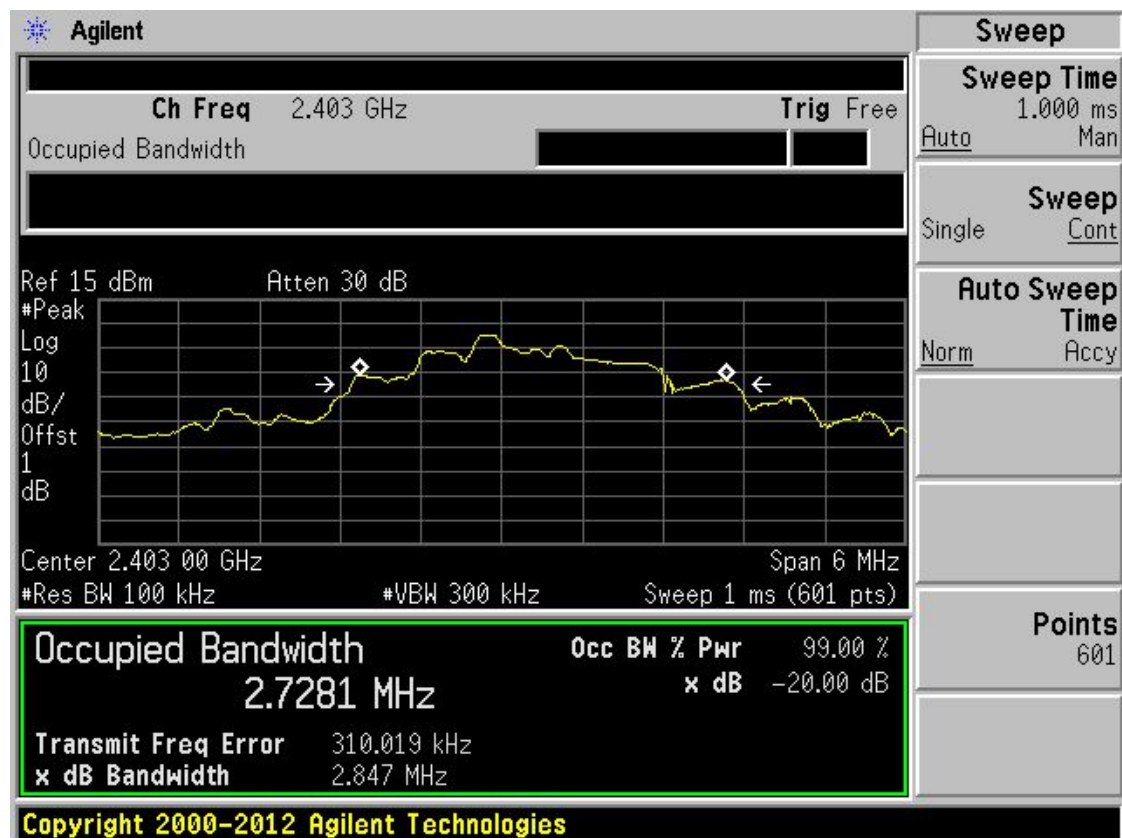 Agilent
Ch Freq 2.403 GHz Trig Free
Occupied Bandwidth
Ref 15 dBm Atten 30 dB
#Peak
Log
10
dB/
Offst
1
dB
Center 2.403 00 GHz Span 6 MHz
#Res BW 100 kHz #VBW 300 kHz Sweep 1 ms (601 pts)
Occupied Bandwidth
2.7281 MHz
Occ BW % Pwr 99.00 %
x dB -20.00 dB
Transmit Freq Error 310.019 kHz
x dB Bandwidth 2.847 MHz
Copyright 2000-2012 Agilent Technologies
Sweep
Sweep Time
1.000 ms
Auto Man
Sweep
Single Cont
Auto Sweep
Time
Norm Accy
Points
601